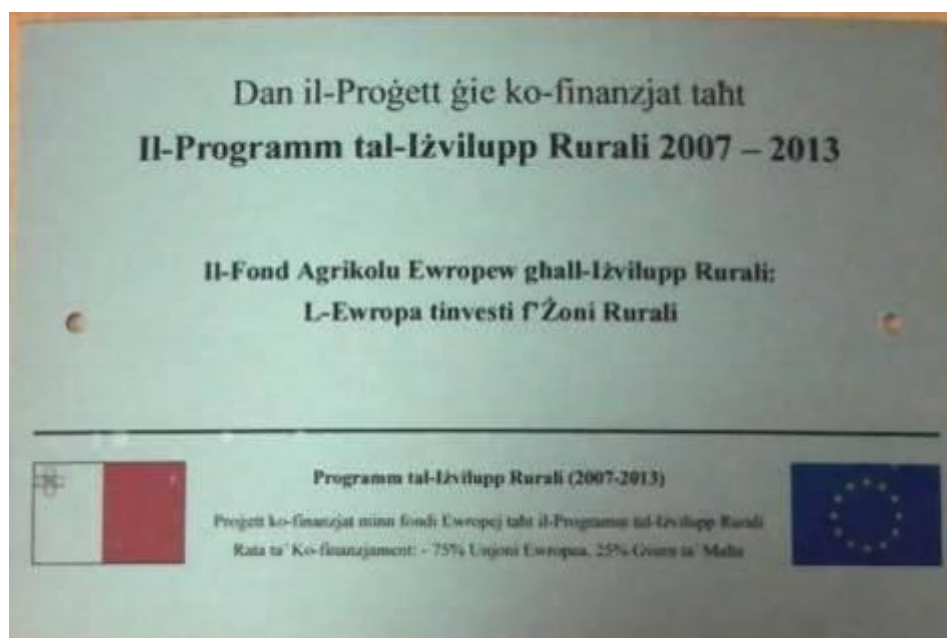 Dan il-Proġett ġie ko-finanzjat taħt
Il-Programm tal-Iżvilupp Rurali 2007 – 2013
Il-Fond Agrikolu Ewropew għall-Iżvilupp Rurali:
L-Ewropa tinvesti f'Żoni Rurali
Programm tal-Iżvilupp Rurali (2007-2013)
Proġett ko-finanzjat minn fondi Ewropej taħt il-Programm tal-Iżvilupp Rurali
Rata ta' Ko-finanzjament: - 75% Unjoni Ewropea, 25% Gvern ta' Malta